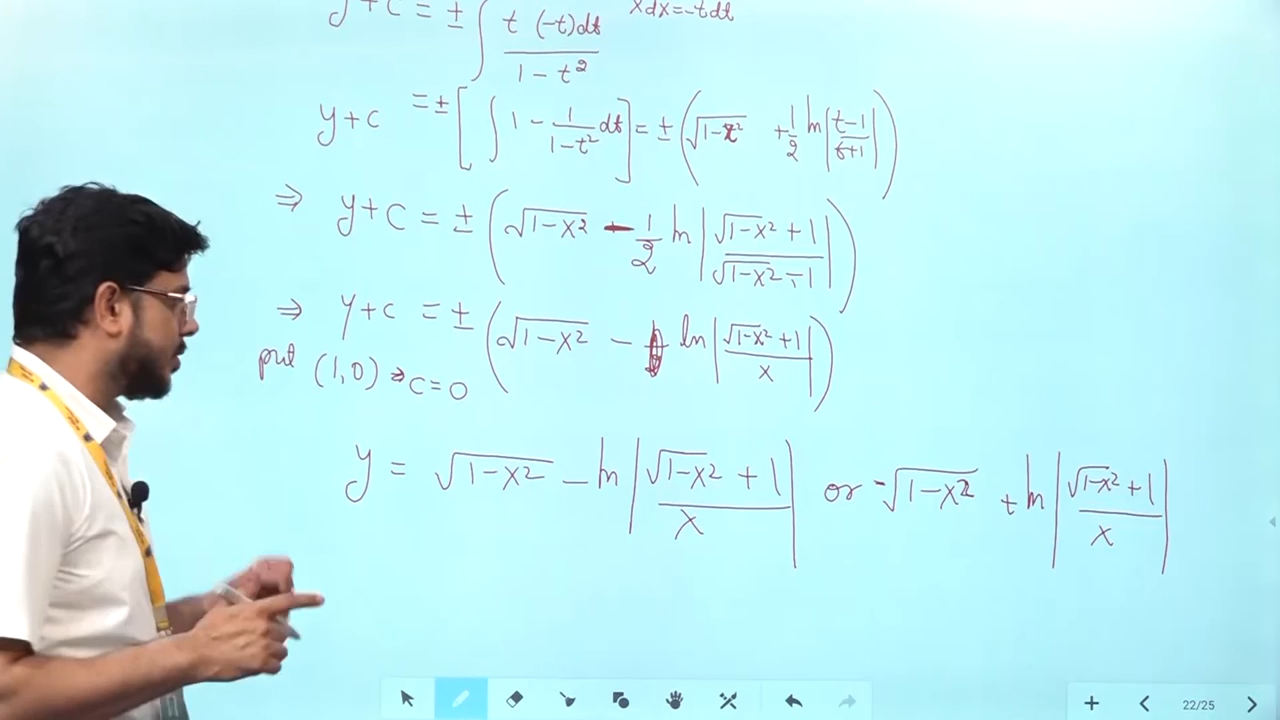 y + c = ± ∫ t (-t)dt / 1 - t² x dx = -t dt
y + c = ± [ ∫ 1 - 1/(1-t²) dt ] = ± ( √1-x² + 1/2 ln | t-1 / t+1 | )
⇒ y + c = ± ( √1-x² - 1/2 ln | √1-x² + 1 / √1-x² - 1 | )
⇒ y + c = ± ( √1-x² - ln | √1-x² + 1 / x | )
put (1,0) ⇒ c = 0
y = √1-x² - ln | √1-x² + 1 / x | or -√1-x² + ln | √1-x² + 1 / x |
22/25